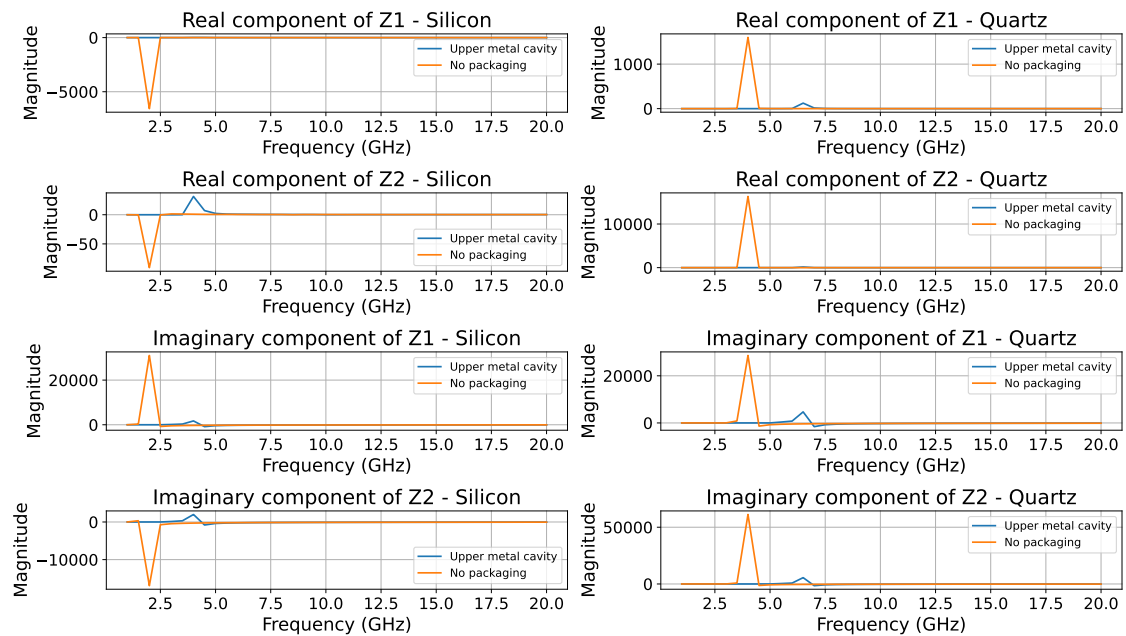 Real component of Z1 - Silicon
Magnitude
0
−5000
Upper metal cavity
No packaging
2.5 5.0 7.5 10.0 12.5 15.0 17.5 20.0
Frequency (GHz)
Real component of Z1 - Quartz
Magnitude
1000
0
Upper metal cavity
No packaging
2.5 5.0 7.5 10.0 12.5 15.0 17.5 20.0
Frequency (GHz)
Real component of Z2 - Silicon
Magnitude
0
−50
Upper metal cavity
No packaging
2.5 5.0 7.5 10.0 12.5 15.0 17.5 20.0
Frequency (GHz)
Real component of Z2 - Quartz
Magnitude
10000
0
Upper metal cavity
No packaging
2.5 5.0 7.5 10.0 12.5 15.0 17.5 20.0
Frequency (GHz)
Imaginary component of Z1 - Silicon
Magnitude
20000
0
Upper metal cavity
No packaging
2.5 5.0 7.5 10.0 12.5 15.0 17.5 20.0
Frequency (GHz)
Imaginary component of Z1 - Quartz
Magnitude
20000
0
Upper metal cavity
No packaging
2.5 5.0 7.5 10.0 12.5 15.0 17.5 20.0
Frequency (GHz)
Imaginary component of Z2 - Silicon
Magnitude
0
−10000
Upper metal cavity
No packaging
2.5 5.0 7.5 10.0 12.5 15.0 17.5 20.0
Frequency (GHz)
Imaginary component of Z2 - Quartz
Magnitude
50000
0
Upper metal cavity
No packaging
2.5 5.0 7.5 10.0 12.5 15.0 17.5 20.0
Frequency (GHz)